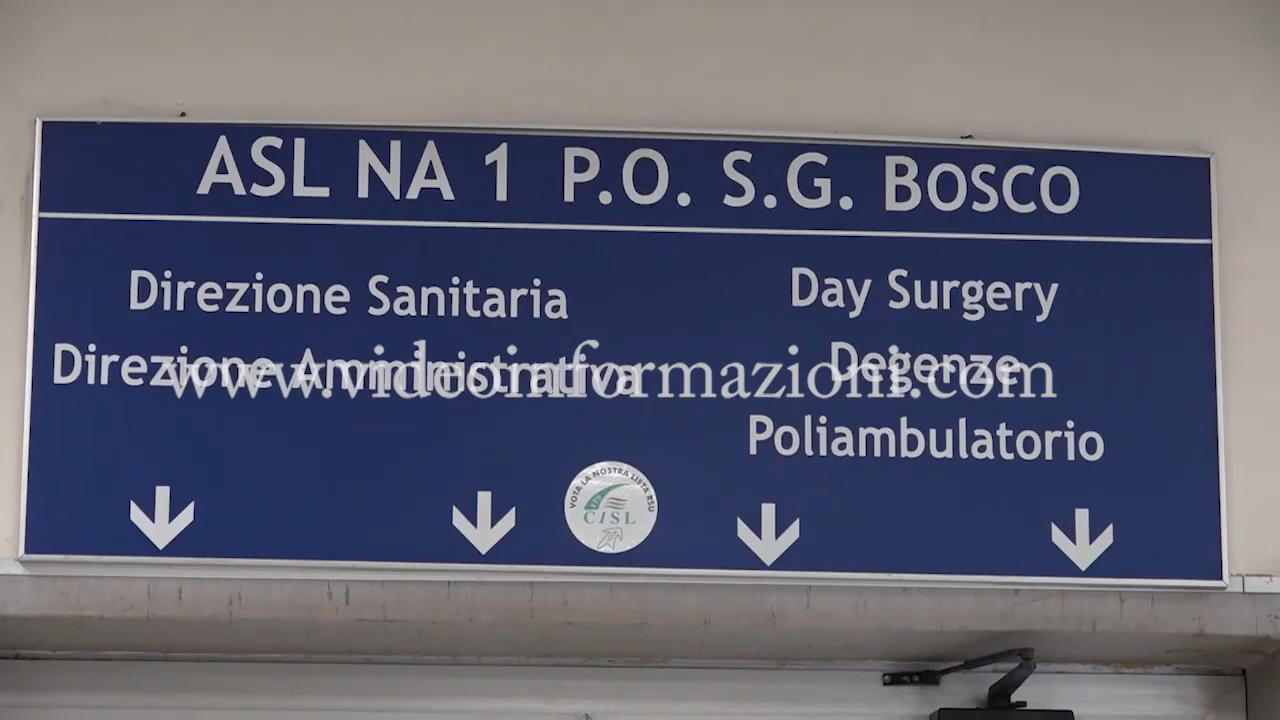 ASL NA 1 P.O. S.G. BOSCO
Direzione Sanitaria
Direzione Amministrativa
Day Surgery
Degenze
Poliambulatorio
www.videoinformazioni.com
VOTA LA NOSTRA LISTA RSU
CISL